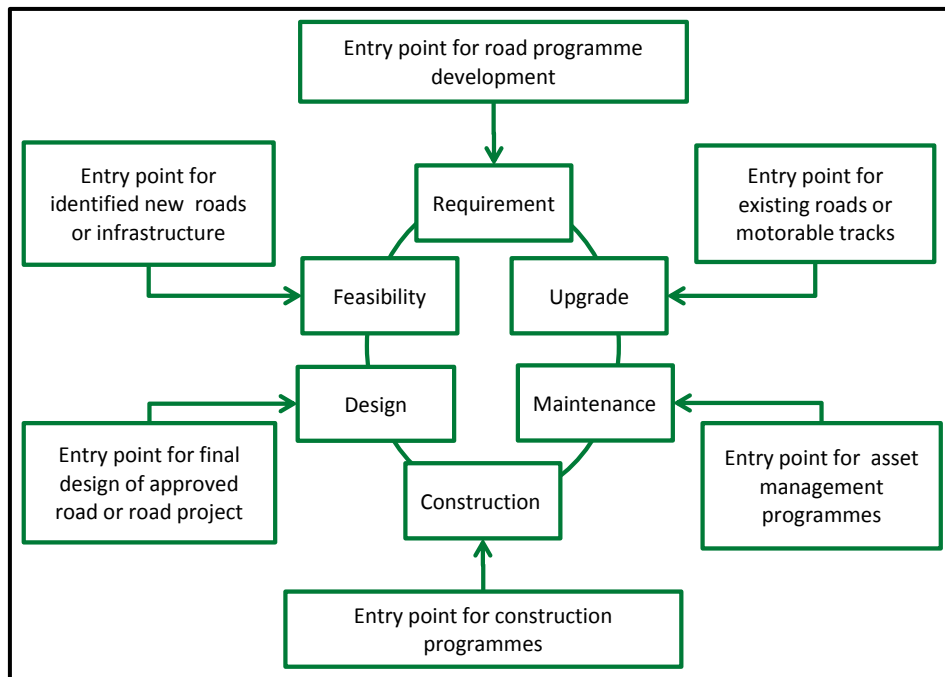 Entry point for road programme
development
Entry point for
identified new roads
or infrastructure
Requirement
Entry point for
existing roads or
motorable tracks
Feasibility
Upgrade
Design
Maintenance
Entry point for final
design of approved
road or road project
Construction
Entry point for asset
management
programmes
Entry point for construction
programmes